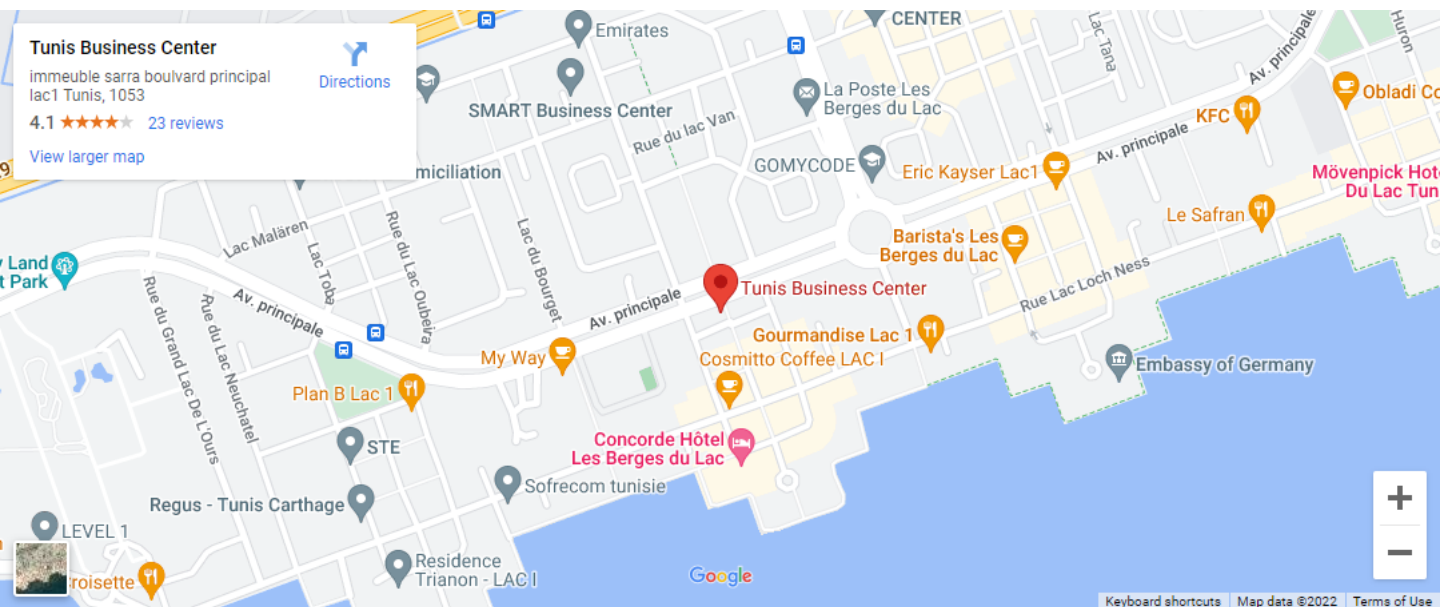 Tunis Business Center
immeuble sarra boulvard principal
lac1 Tunis, 1053
4.1
23 reviews
View larger map
Directions
Emirates
CENTER
Lac Tana
Av. principale
Huron
SMART Business Center
La Poste Les
Berges du Lac
Obladi Co
KFC
Rue du lac Van
Av. principale
9
miciliation
GOMYCODE
Eric Kayser Lac1
Mövenpick Hot
Du Lac Tun
Le Safran
Lac Malären
Rue du Lac Oubeira
Lac du Bourget
Barista's Les
Berges du Lac
Land
t Park
Lac Toba
Rue Lac Loch Ness
Tunis Business Center
Rue du Grand Lac De L'Ours
Rue du Lac Neuchatel
Av. principale
Av. principale
Gourmandise Lac 1
My Way
Cosmitto Coffee LAC I
Embassy of Germany
Plan B Lac 1
STE
Concorde Hôtel
Les Berges du Lac
Sofrecom tunisie
Regus - Tunis Carthage
LEVEL 1
Residence
Trianon - LAC I
roisette
Google
Keyboard shortcuts
Map data ©2022
Terms of Use